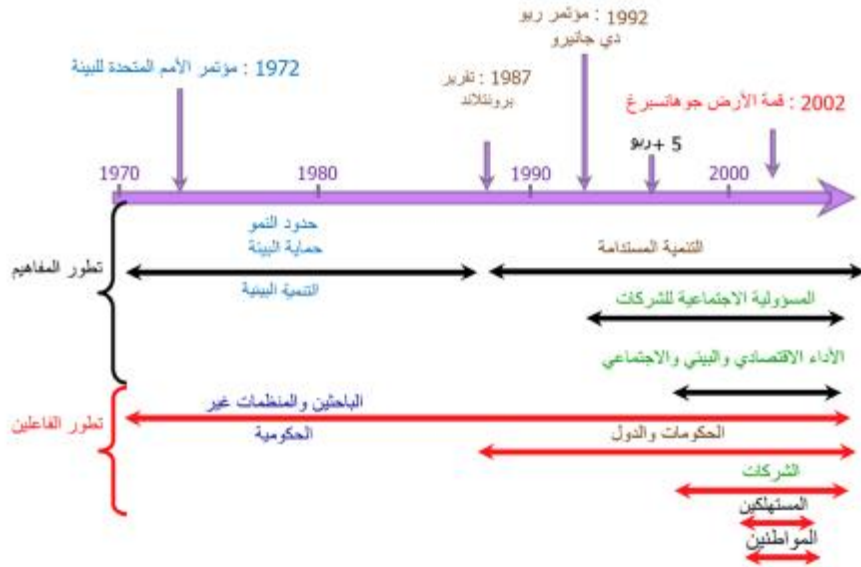 1992 : مؤتمر ريو
دي جانيرو
1972 : مؤتمر الأمم المتحدة للبيئة
1987 : تقرير
برونتلاند
2002 : قمة الأرض جوهانسبرغ
ريو+ 5
1970
1980
1990
2000
تطور المفاهيم
حدود النمو
حماية البيئة
التنمية البيئية
التنمية المستدامة
المسؤولية الاجتماعية للشركات
الأداء الاقتصادي والبيئي والاجتماعي
تطور الفاعلين
الباحثين والمنظمات غير
الحكومية
الحكومات والدول
الشركات
المستهلكين
المواطنين